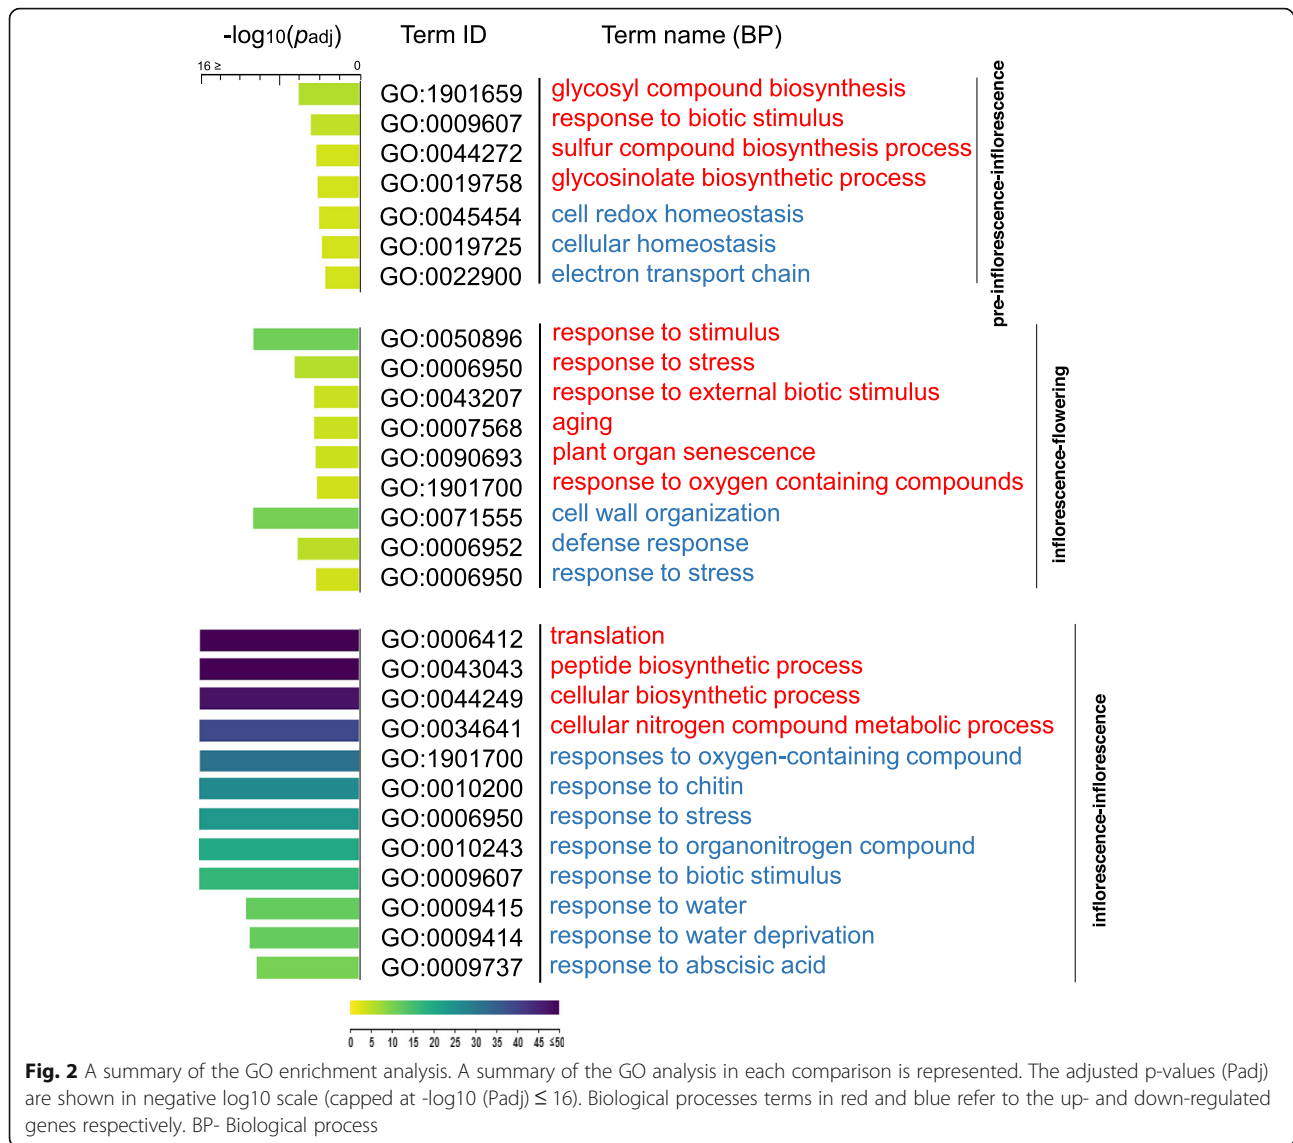 -log10(padj) Term ID Term name (BP)
16 ≥ 0
GO:1901659 glycosyl compound biosynthesis
GO:0009607 response to biotic stimulus
GO:0044272 sulfur compound biosynthesis process
GO:0019758 glycosinolate biosynthetic process
GO:0045454 cell redox homeostasis
GO:0019725 cellular homeostasis
GO:0022900 electron transport chain
pre-inflorescence-inflorescence
GO:0050896 response to stimulus
GO:0006950 response to stress
GO:0043207 response to external biotic stimulus
GO:0007568 aging
GO:0090693 plant organ senescence
GO:1901700 response to oxygen containing compounds
GO:0071555 cell wall organization
GO:0006952 defense response
GO:0006950 response to stress
inflorescence-flowering
GO:0006412 translation
GO:0043043 peptide biosynthetic process
GO:0044249 cellular biosynthetic process
GO:0034641 cellular nitrogen compound metabolic process
GO:1901700 responses to oxygen-containing compound
GO:0010200 response to chitin
GO:0006950 response to stress
GO:0010243 response to organonitrogen compound
GO:0009607 response to biotic stimulus
GO:0009415 response to water
GO:0009414 response to water deprivation
GO:0009737 response to abscisic acid
inflorescence-inflorescence
0 5 10 15 20 25 30 35 40 45 ≤50
Fig. 2 A summary of the GO enrichment analysis. A summary of the GO analysis in each comparison is represented. The adjusted p-values (Padj)
are shown in negative log10 scale (capped at -log10 (Padj) ≤ 16). Biological processes terms in red and blue refer to the up- and down-regulated
genes respectively. BP- Biological process